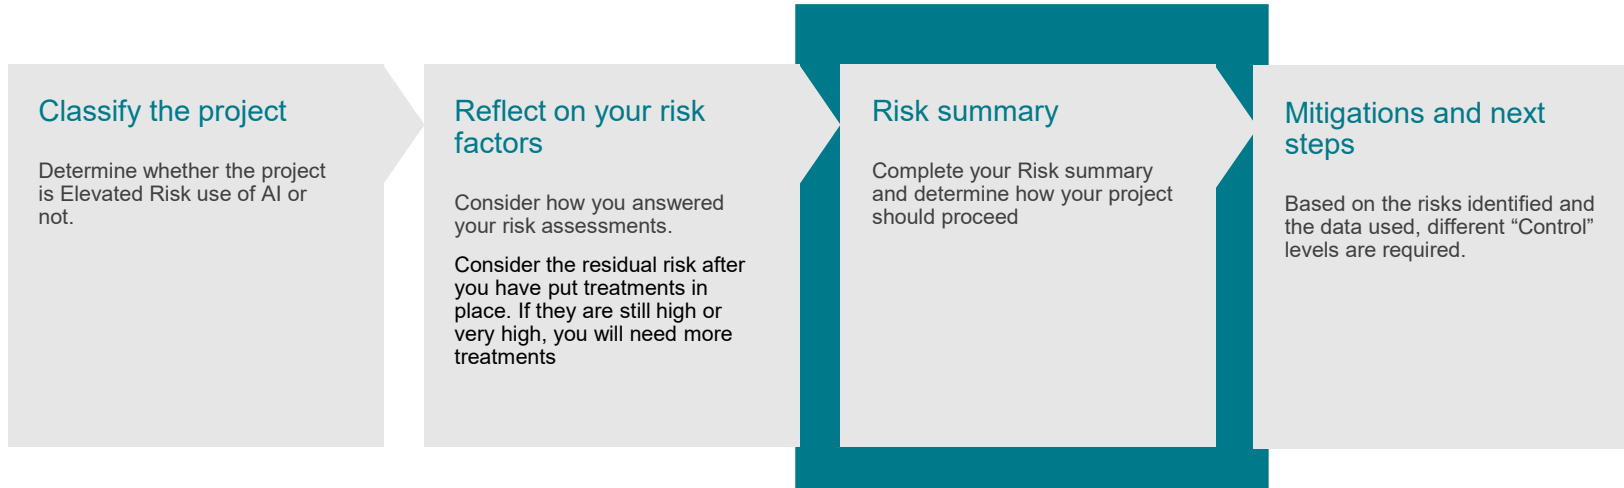 Classify the project
Determine whether the project
is Elevated Risk use of AI or
not.
Reflect on your risk
factors
Consider how you answered
your risk assessments.
Consider the residual risk after
you have put treatments in
place. If they are still high or
very high, you will need more
treatments
Risk summary
Complete your Risk summary
and determine how your project
should proceed
Mitigations and next
steps
Based on the risks identified and
the data used, different “Control”
levels are required.